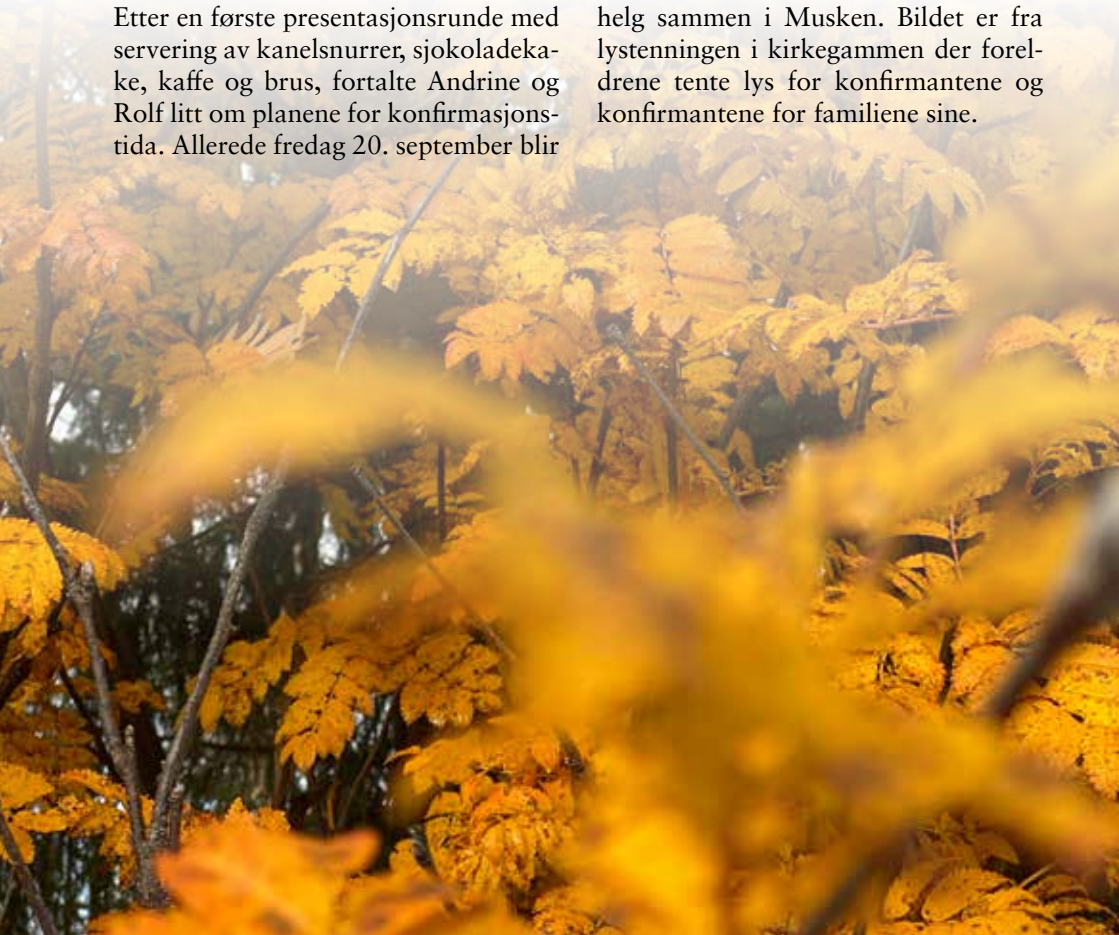 Etter en første presentasjonsrunde med
servering av kanelsnurrer, sjokoladeka-
ke, kaffe og brus, fortalte Andrine og
Rolf litt om planene for konfirmasjons-
tida. Allerede fredag 20. september blir
helg sammen i Musken. Bildet er fra
lystenningen i kirkegammen der forel-
drene tente lys for konfirmantene og
konfirmantene for familiene sine.